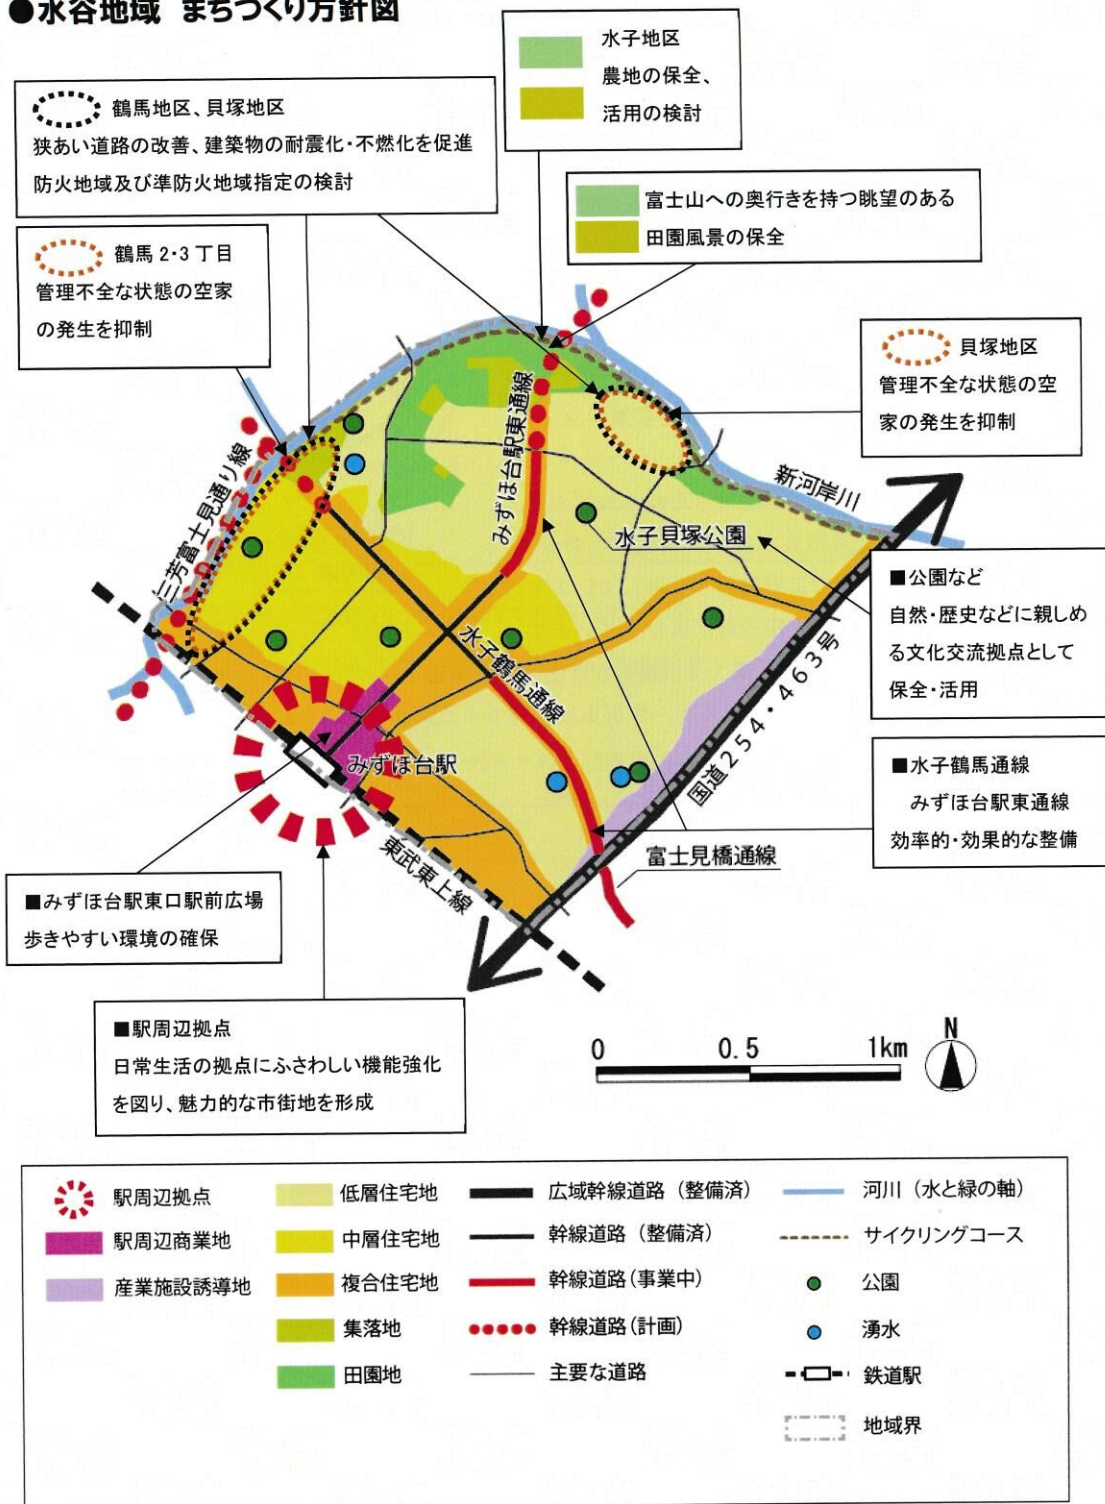 ●水谷地域 まちづくり方針図
水子地区
農地の保全、
活用の検討
鶴馬地区、貝塚地区
狭あい道路の改善、建築物の耐震化・不燃化を促進
防火地域及び準防火地域指定の検討
富士山への奥行きを持つ眺望のある
田園風景の保全
鶴馬2・3丁目
管理不全な状態の空家
の発生を抑制
貝塚地区
管理不全な状態の空
家の発生を抑制
みずほ台駅東通線
三芳富士見通り線
新河岸川
水子貝塚公園
■公園など
自然・歴史などに親しめ
る文化交流拠点として
保全・活用
水子鶴馬通線
国道254・463号
みずほ台駅
■水子鶴馬通線
みずほ台駅東通線
効率的・効果的な整備
富士見橋通線
東武東上線
■みずほ台駅東口駅前広場
歩きやすい環境の確保
■駅周辺拠点
日常生活の拠点にふさわしい機能強化
を図り、魅力的な市街地を形成
0 0.5 1km
N
駅周辺拠点
駅周辺商業地
産業施設誘導地
低層住宅地
中層住宅地
複合住宅地
集落地
田園地
広域幹線道路（整備済）
幹線道路（整備済）
幹線道路（事業中）
幹線道路（計画）
主要な道路
河川（水と緑の軸）
サイクリングコース
公園
湧水
鉄道駅
地域界